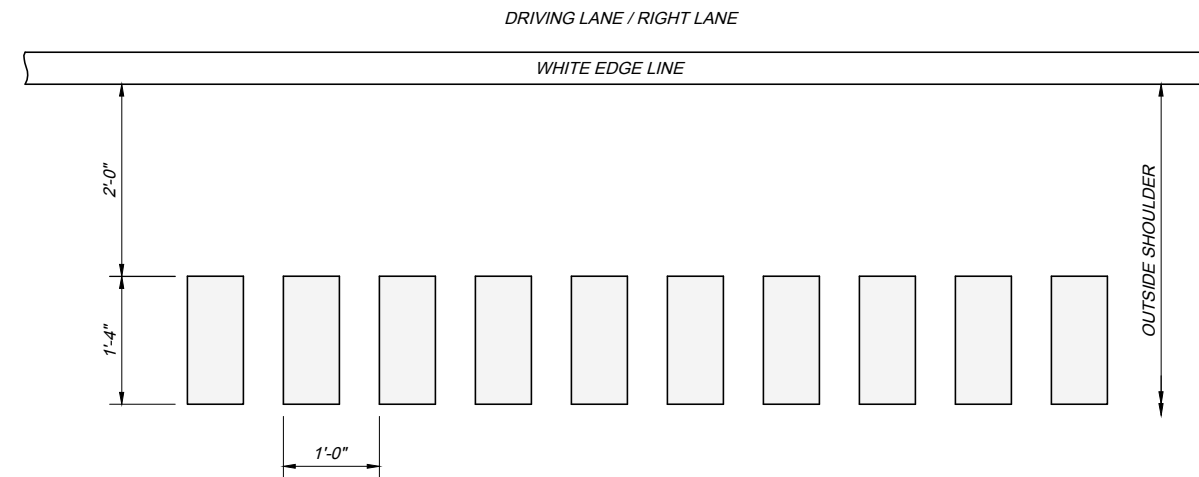 DRIVING LANE / RIGHT LANE
WHITE EDGE LINE
2'-0"
OUTSIDE SHOULDER
1'-4"
1'-0"